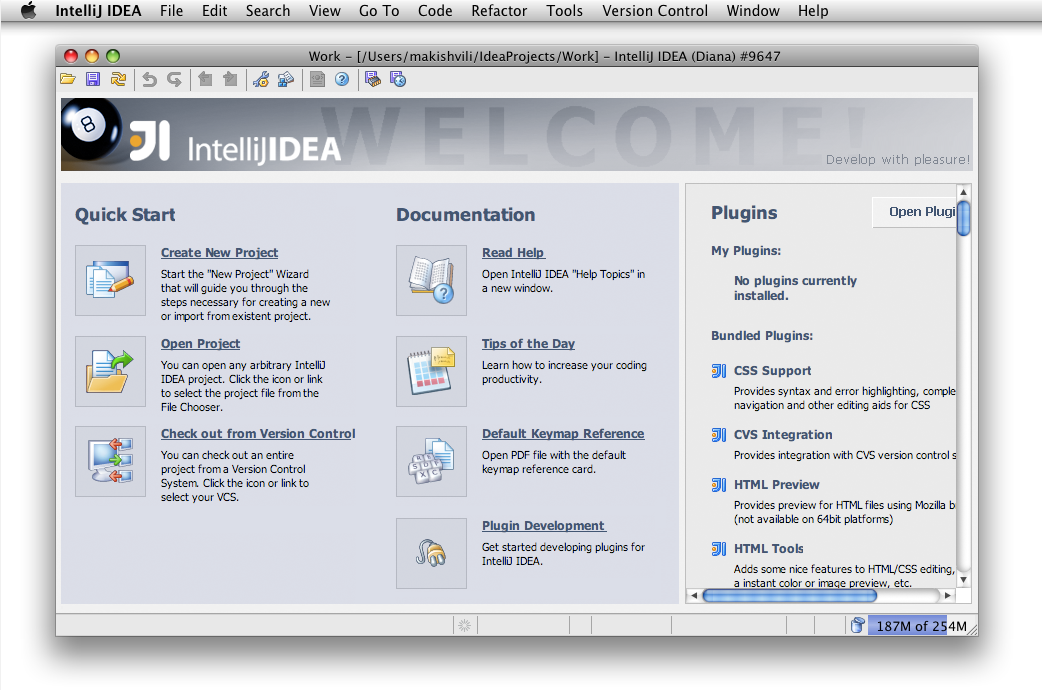 IntelliJ IDEA File Edit Search View Go To Code Refactor Tools Version Control Window Help
Work – [/Users/makishvili/IdeaProjects/Work] – IntelliJ IDEA (Diana) #9647
8
IntelliJIDEA
WELCOME!
Develop with pleasure!
Quick Start
Create New Project
Start the "New Project" Wizard
that will guide you through the
steps necessary for creating a new
or import from existent project.
Open Project
You can open any arbitrary IntelliJ
IDEA project. Click the icon or link
to select the project file from the
File Chooser.
Check out from Version Control
You can check out an entire
project from a Version Control
System. Click the icon or link to
select your VCS.
Documentation
Read Help
Open IntelliJ IDEA "Help Topics" in
a new window.
Tips of the Day
Learn how to increase your coding
productivity.
Default Keymap Reference
Open PDF file with the default
keymap reference card.
Plugin Development
Get started developing plugins for
IntelliJ IDEA.
Plugins
Open Plugi
My Plugins:
No plugins currently
installed.
Bundled Plugins:
CSS Support
Provides syntax and error highlighting, comple
navigation and other editing aids for CSS
CVS Integration
Provides integration with CVS version control s
HTML Preview
Provides preview for HTML files using Mozilla b
(not available on 64bit platforms)
HTML Tools
Adds some nice features to HTML/CSS editing,
a instant color or image preview, etc.
187M of 254M